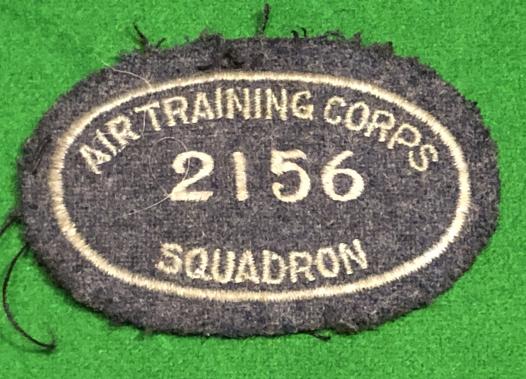 AIR TRAINING CORPS
2156
SQUADRON